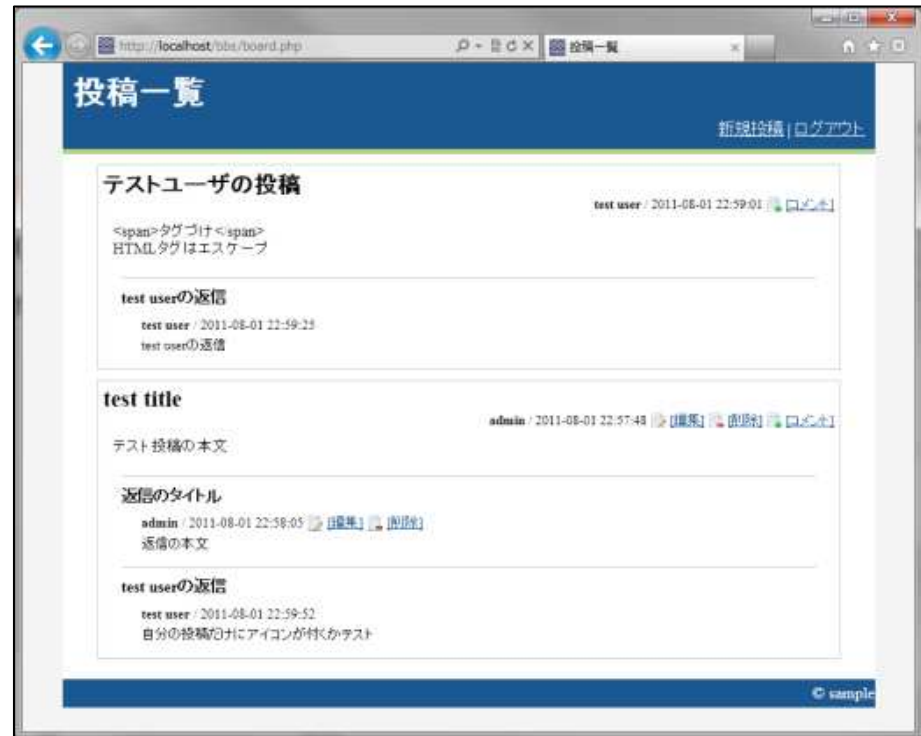 http://localhost/bbs/board.php
投稿一覧
投稿一覧
新規投稿 | ログアウト
テストユーザの投稿
test user / 2011-08-01 22:59:01 [コメント]
<span>タグづけ<span>
HTMLタグはエスケープ
test userの返信
test user / 2011-08-01 22:59:25
test userの返信
test title
admin / 2011-08-01 22:57:48 [編集] [削除] [コメント]
テスト投稿の本文
返信のタイトル
admin / 2011-08-01 22:58:05 [編集] [削除]
返信の本文
test userの返信
test user / 2011-08-01 22:59:52
自分の投稿だけにアイコンが付くかテスト
© sample